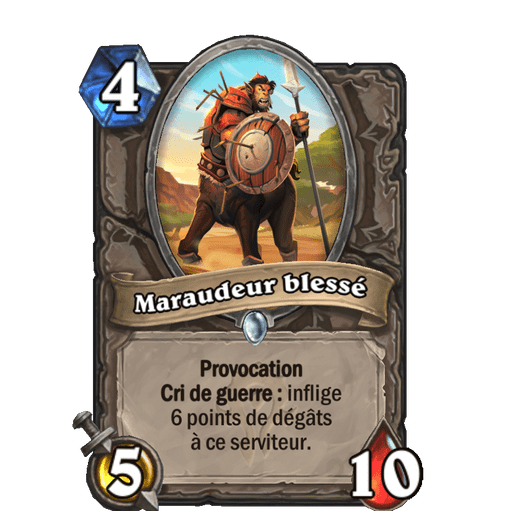 4
Maraudeur blessé
Provocation
Cri de guerre : inflige
6 points de dégâts
à ce serviteur.
5
10